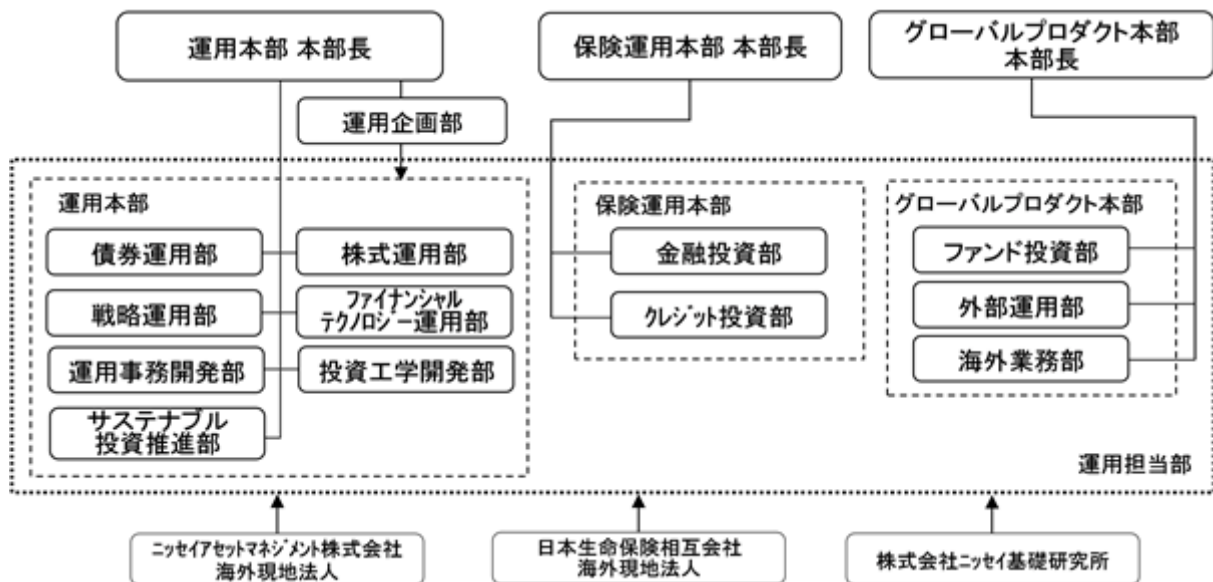 運用本部 本部長
保険運用本部 本部長
グローバルプロダクト本部
本部長
運用企画部
運用本部
債券運用部
株式運用部
戦略運用部
ファイナンシャル
テクノロジー運用部
運用事務開発部
投資工学開発部
サステナブル
投資推進部
保険運用本部
金融投資部
クレジット投資部
グローバルプロダクト本部
ファンド投資部
外部運用部
海外業務部
運用担当部
ニッセイアセットマネジメント株式会社
海外現地法人
日本生命保険相互会社
海外現地法人
株式会社ニッセイ基礎研究所